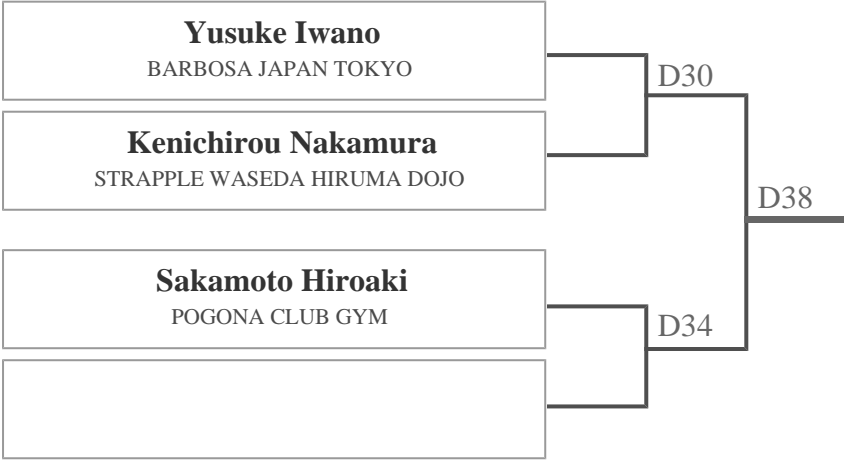 Yusuke Iwano
BARBOSA JAPAN TOKYO
D30
Kenichirou Nakamura
STRAPPLE WASEDA HIRUMA DOJO
D38
Sakamoto Hiroaki
POGONA CLUB GYM
D34